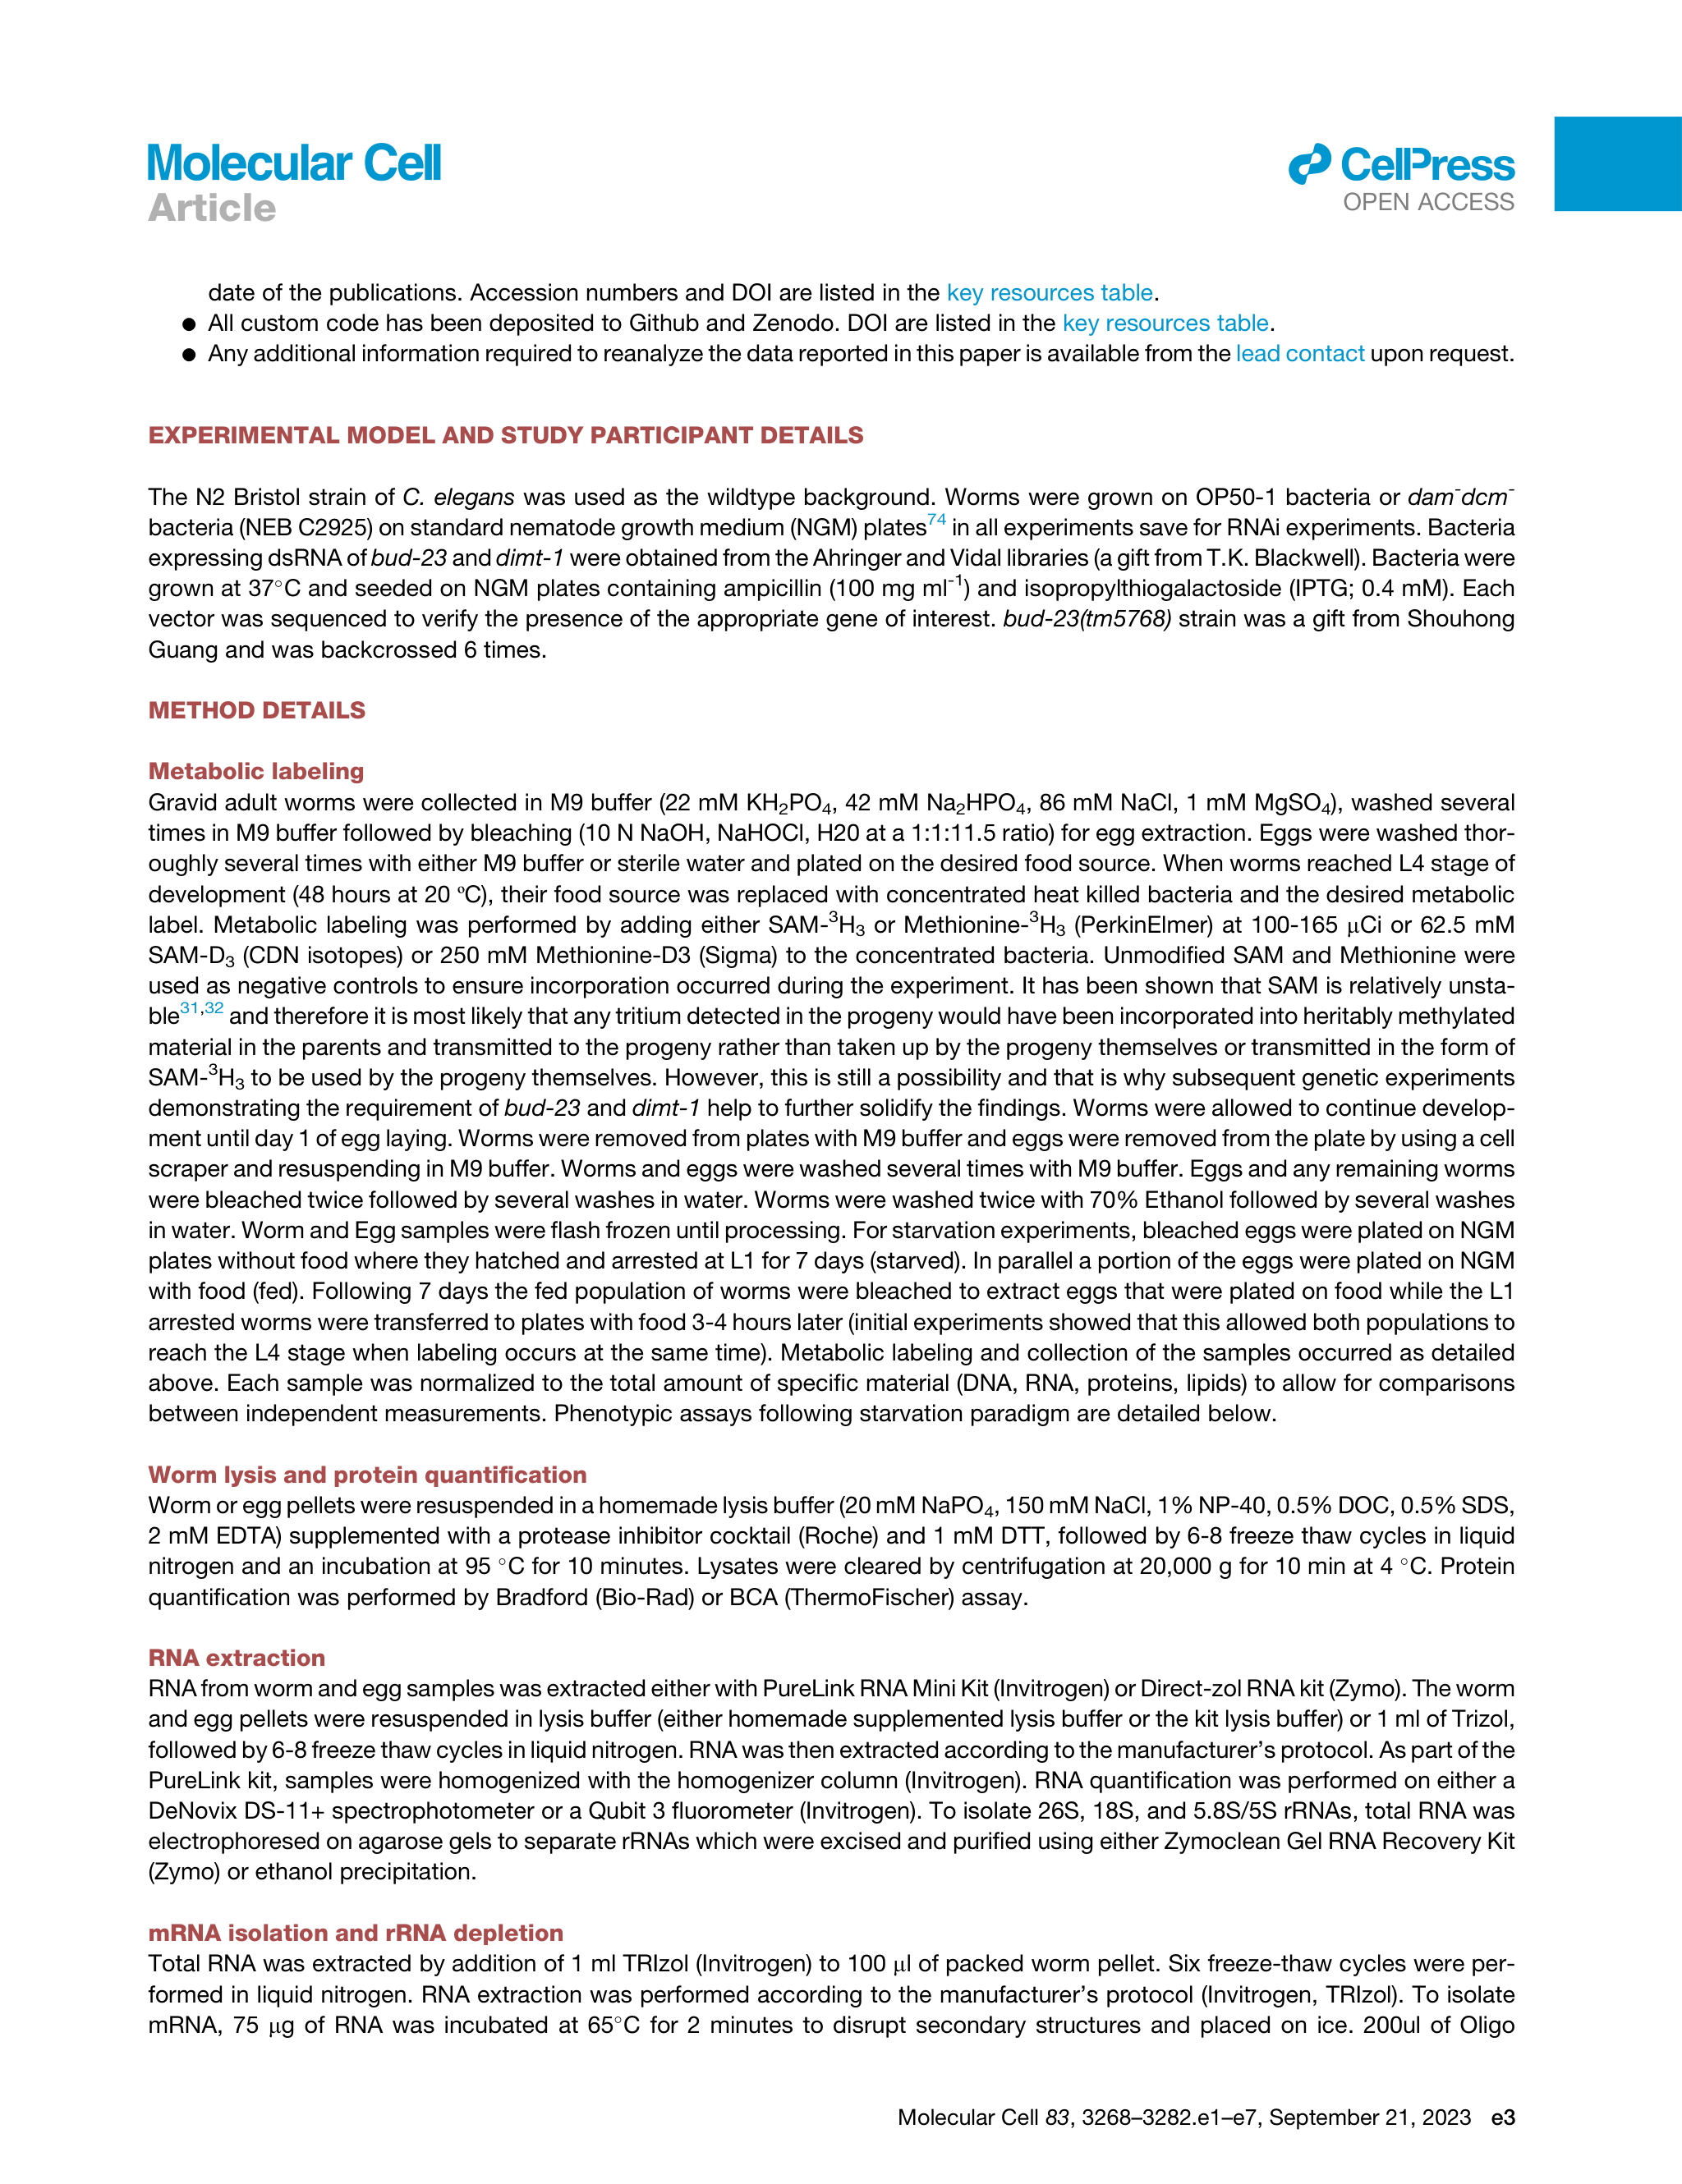 Molecular Cell
Article
CellPress
OPEN ACCESS
date of the publications. Accession numbers and DOI are listed in the key resources table.
● All custom code has been deposited to Github and Zenodo. DOI are listed in the key resources table.
● Any additional information required to reanalyze the data reported in this paper is available from the lead contact upon request.
EXPERIMENTAL MODEL AND STUDY PARTICIPANT DETAILS
The N2 Bristol strain of C. elegans was used as the wildtype background. Worms were grown on OP50-1 bacteria or dam⁻dcm⁻
bacteria (NEB C2925) on standard nematode growth medium (NGM) plates⁷⁴ in all experiments save for RNAi experiments. Bacteria
expressing dsRNA of bud-23 and dimt-1 were obtained from the Ahringer and Vidal libraries (a gift from T.K. Blackwell). Bacteria were
grown at 37°C and seeded on NGM plates containing ampicillin (100 mg ml⁻¹) and isopropylthiogalactoside (IPTG; 0.4 mM). Each
vector was sequenced to verify the presence of the appropriate gene of interest. bud-23(tm5768) strain was a gift from Shouhong
Guang and was backcrossed 6 times.
METHOD DETAILS
Metabolic labeling
Gravid adult worms were collected in M9 buffer (22 mM KH₂PO₄, 42 mM Na₂HPO₄, 86 mM NaCl, 1 mM MgSO₄), washed several
times in M9 buffer followed by bleaching (10 N NaOH, NaHOCl, H20 at a 1:1:11.5 ratio) for egg extraction. Eggs were washed thor-
oughly several times with either M9 buffer or sterile water and plated on the desired food source. When worms reached L4 stage of
development (48 hours at 20 ºC), their food source was replaced with concentrated heat killed bacteria and the desired metabolic
label. Metabolic labeling was performed by adding either SAM-³H₃ or Methionine-³H₃ (PerkinElmer) at 100-165 μCi or 62.5 mM
SAM-D₃ (CDN isotopes) or 250 mM Methionine-D3 (Sigma) to the concentrated bacteria. Unmodified SAM and Methionine were
used as negative controls to ensure incorporation occurred during the experiment. It has been shown that SAM is relatively unsta-
ble³¹,³² and therefore it is most likely that any tritium detected in the progeny would have been incorporated into heritably methylated
material in the parents and transmitted to the progeny rather than taken up by the progeny themselves or transmitted in the form of
SAM-³H₃ to be used by the progeny themselves. However, this is still a possibility and that is why subsequent genetic experiments
demonstrating the requirement of bud-23 and dimt-1 help to further solidify the findings. Worms were allowed to continue develop-
ment until day 1 of egg laying. Worms were removed from plates with M9 buffer and eggs were removed from the plate by using a cell
scraper and resuspending in M9 buffer. Worms and eggs were washed several times with M9 buffer. Eggs and any remaining worms
were bleached twice followed by several washes in water. Worms were washed twice with 70% Ethanol followed by several washes
in water. Worm and Egg samples were flash frozen until processing. For starvation experiments, bleached eggs were plated on NGM
plates without food where they hatched and arrested at L1 for 7 days (starved). In parallel a portion of the eggs were plated on NGM
with food (fed). Following 7 days the fed population of worms were bleached to extract eggs that were plated on food while the L1
arrested worms were transferred to plates with food 3-4 hours later (initial experiments showed that this allowed both populations to
reach the L4 stage when labeling occurs at the same time). Metabolic labeling and collection of the samples occurred as detailed
above. Each sample was normalized to the total amount of specific material (DNA, RNA, proteins, lipids) to allow for comparisons
between independent measurements. Phenotypic assays following starvation paradigm are detailed below.
Worm lysis and protein quantification
Worm or egg pellets were resuspended in a homemade lysis buffer (20 mM NaPO₄, 150 mM NaCl, 1% NP-40, 0.5% DOC, 0.5% SDS,
2 mM EDTA) supplemented with a protease inhibitor cocktail (Roche) and 1 mM DTT, followed by 6-8 freeze thaw cycles in liquid
nitrogen and an incubation at 95 °C for 10 minutes. Lysates were cleared by centrifugation at 20,000 g for 10 min at 4 °C. Protein
quantification was performed by Bradford (Bio-Rad) or BCA (ThermoFischer) assay.
RNA extraction
RNA from worm and egg samples was extracted either with PureLink RNA Mini Kit (Invitrogen) or Direct-zol RNA kit (Zymo). The worm
and egg pellets were resuspended in lysis buffer (either homemade supplemented lysis buffer or the kit lysis buffer) or 1 ml of Trizol,
followed by 6-8 freeze thaw cycles in liquid nitrogen. RNA was then extracted according to the manufacturer’s protocol. As part of the
PureLink kit, samples were homogenized with the homogenizer column (Invitrogen). RNA quantification was performed on either a
DeNovix DS-11+ spectrophotometer or a Qubit 3 fluorometer (Invitrogen). To isolate 26S, 18S, and 5.8S/5S rRNAs, total RNA was
electrophoresed on agarose gels to separate rRNAs which were excised and purified using either Zymoclean Gel RNA Recovery Kit
(Zymo) or ethanol precipitation.
mRNA isolation and rRNA depletion
Total RNA was extracted by addition of 1 ml TRIzol (Invitrogen) to 100 μl of packed worm pellet. Six freeze-thaw cycles were per-
formed in liquid nitrogen. RNA extraction was performed according to the manufacturer’s protocol (Invitrogen, TRIzol). To isolate
mRNA, 75 μg of RNA was incubated at 65°C for 2 minutes to disrupt secondary structures and placed on ice. 200ul of Oligo
Molecular Cell 83, 3268–3282.e1–e7, September 21, 2023 e3